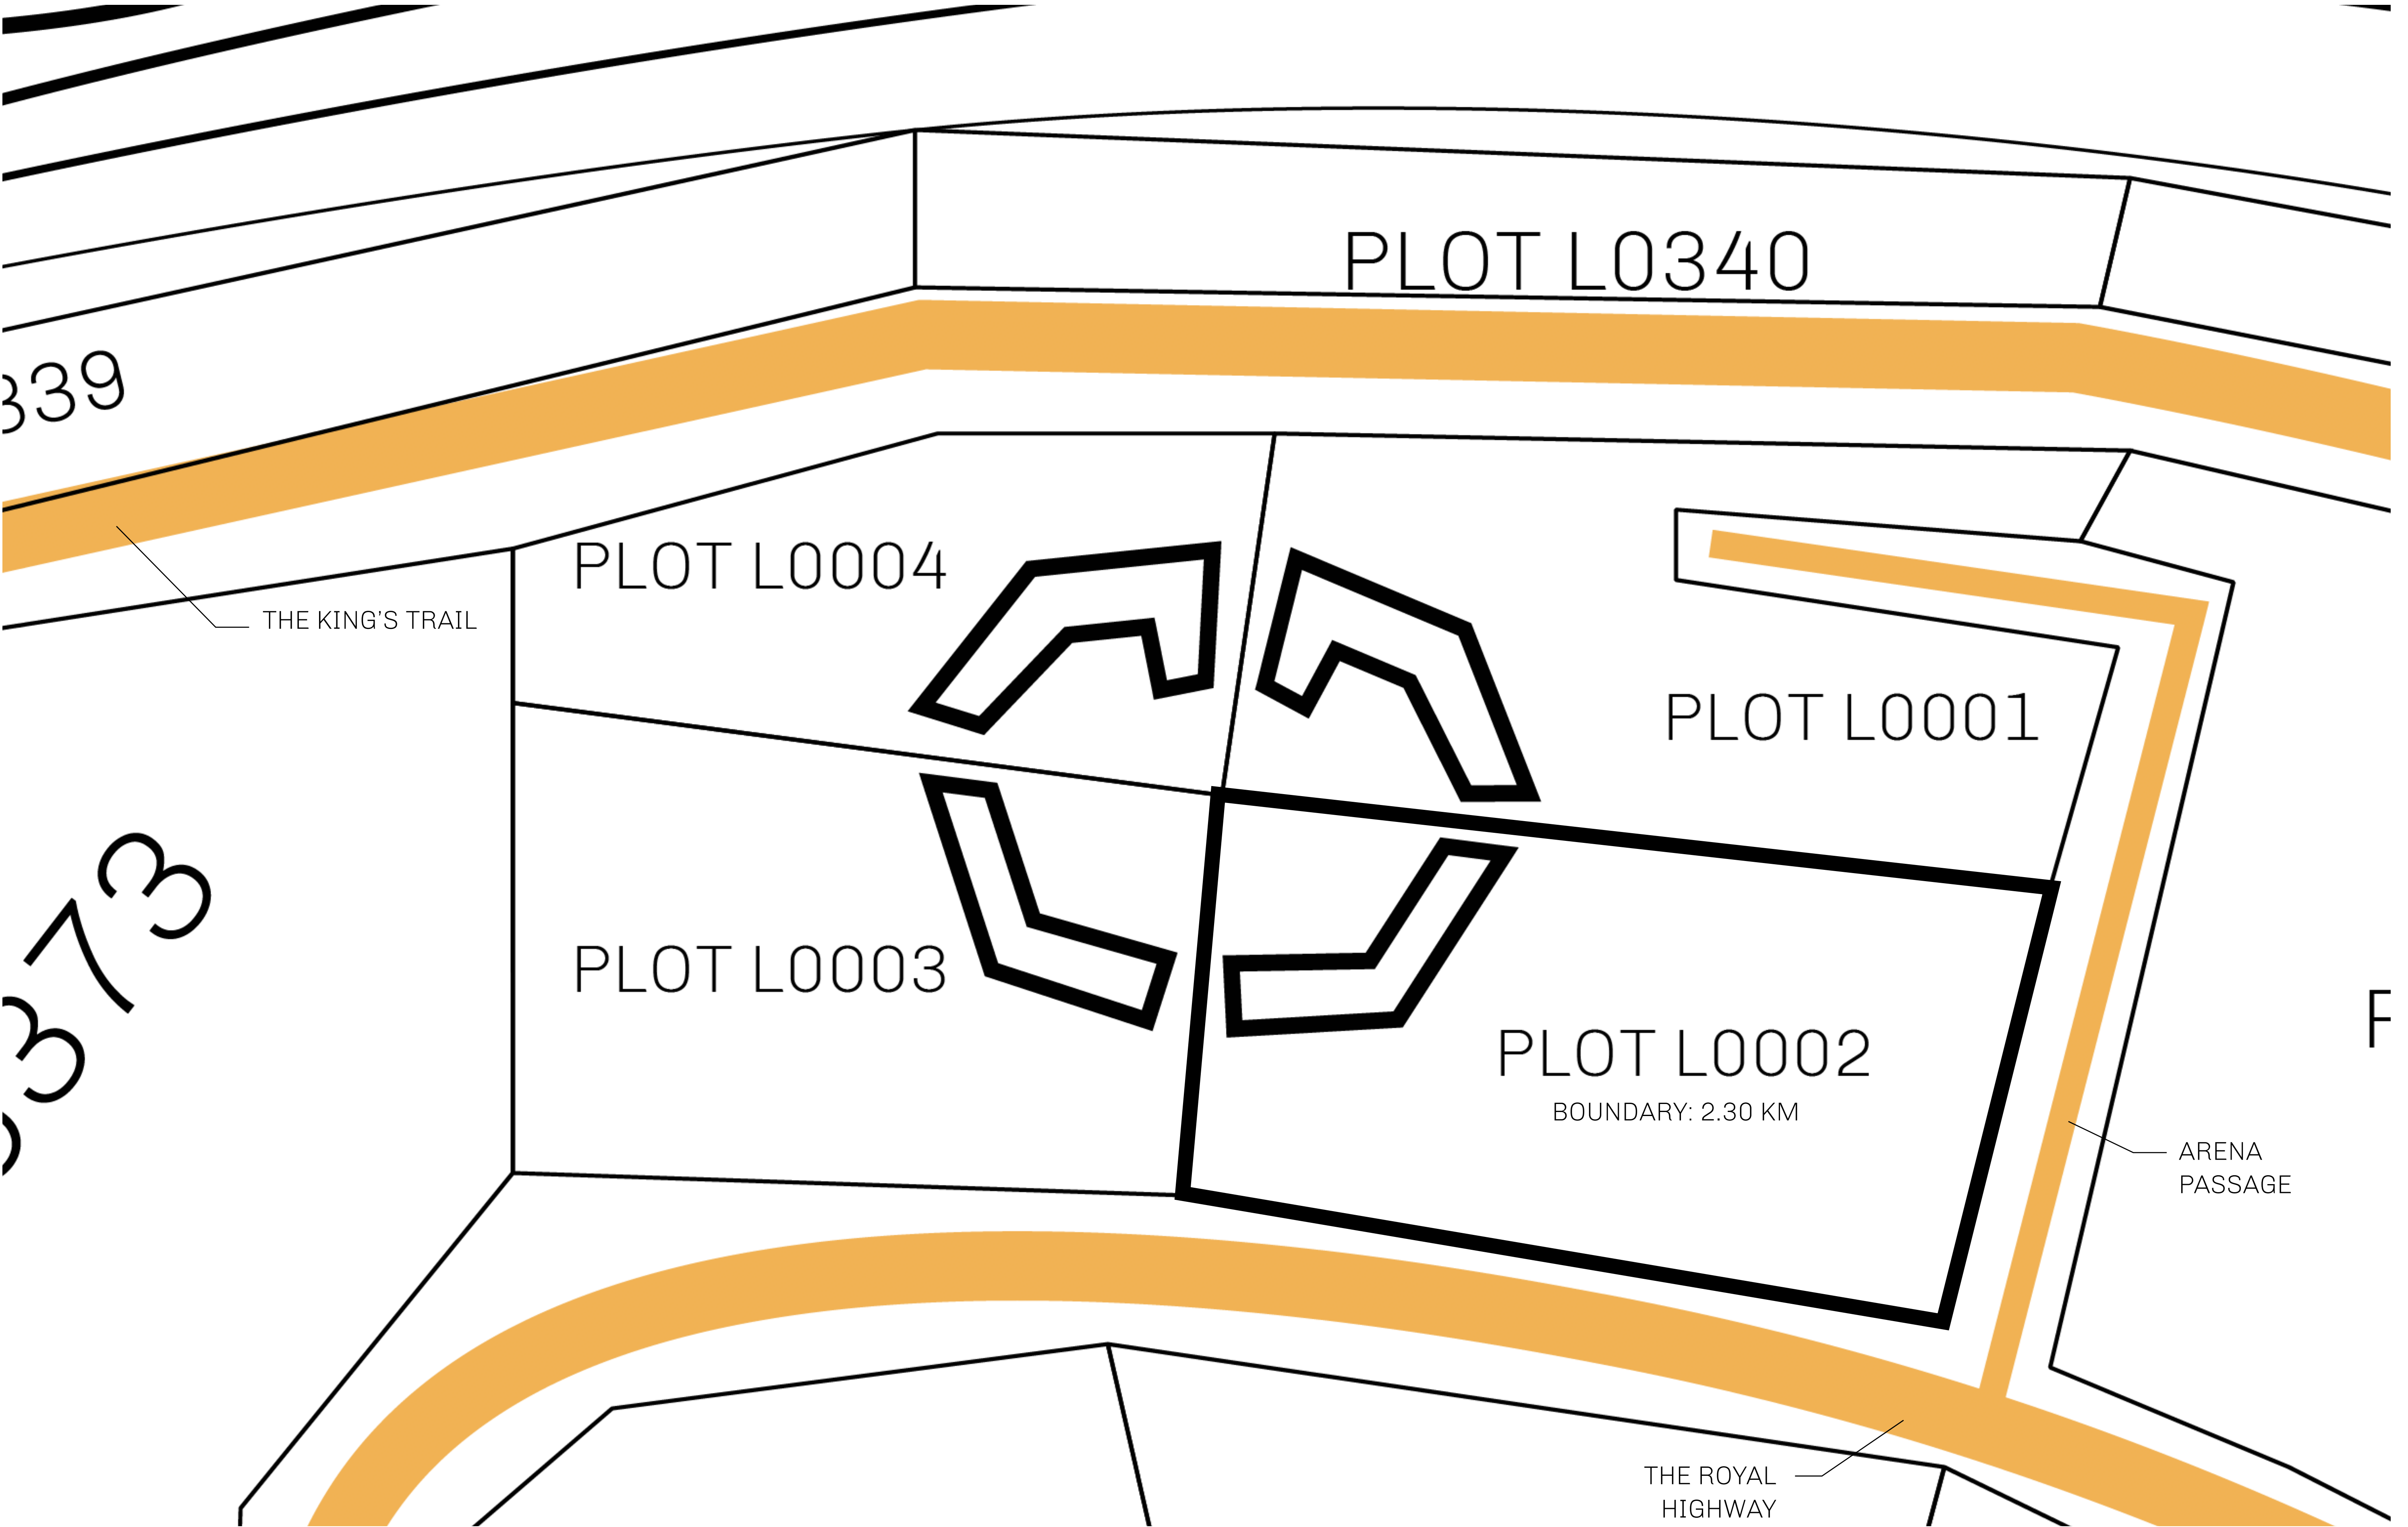 PLOT L0340
339
PLOT L0004
THE KING'S TRAIL
PLOT L0001
373
PLOT L0003
PLOT L0002
BOUNDARY: 2.30 KM
ARENA
PASSAGE
THE ROYAL
HIGHWAY